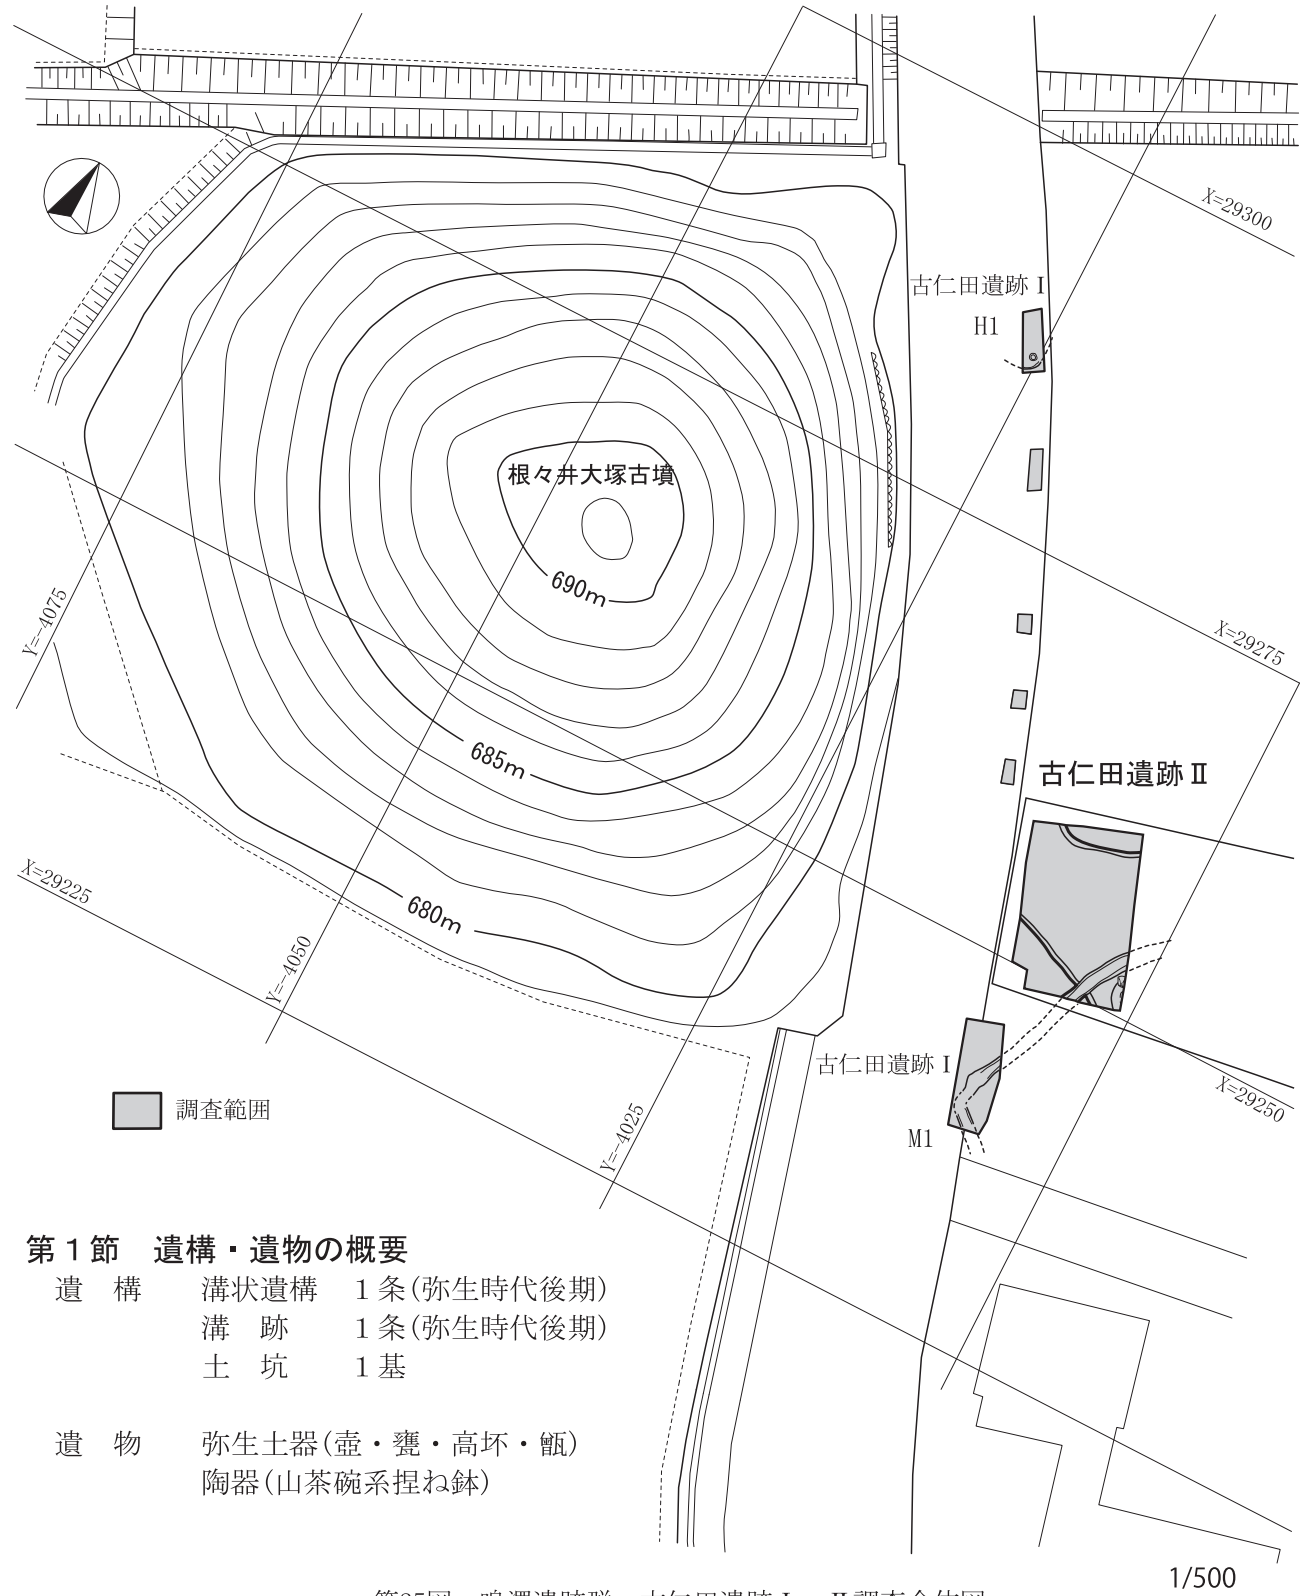 X=29300
古仁田遺跡Ⅰ
H1
根々井大塚古墳
690m
Y=-4075
X=29275
685m
古仁田遺跡Ⅱ
X=29225
680m
Y=-4050
古仁田遺跡Ⅰ
X=29250
調査範囲
Y=-4025
M1
第1節　遺構・遺物の概要
遺　構　　溝状遺構　1条(弥生時代後期)
溝　跡　　1条(弥生時代後期)
土　坑　　1基
遺　物　　弥生土器(壺・甕・高坏・甑)
陶器(山茶碗系捏ね鉢)
1/500